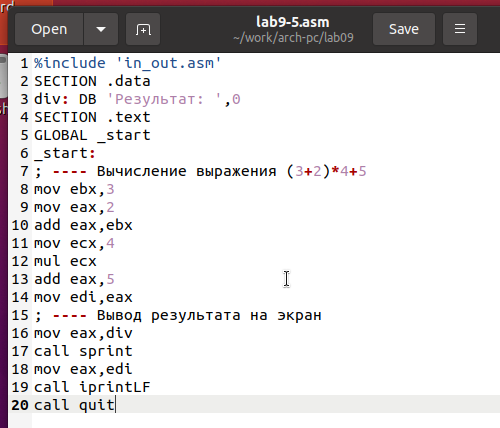 rd
Open
lab9-5.asm
~/work/arch-pc/lab09
Save
1 %include 'in_out.asm'
2 SECTION .data
3 div: DB 'Результат: ',0
4 SECTION .text
5 GLOBAL _start
6 _start:
7 ; ---- Вычисление выражения (3+2)*4+5
8 mov ebx,3
9 mov eax,2
10 add eax,ebx
11 mov ecx,4
12 mul ecx
13 add eax,5
14 mov edi,eax
15 ; ---- Вывод результата на экран
16 mov eax,div
17 call sprint
18 mov eax,edi
19 call iprintLF
20 call quit